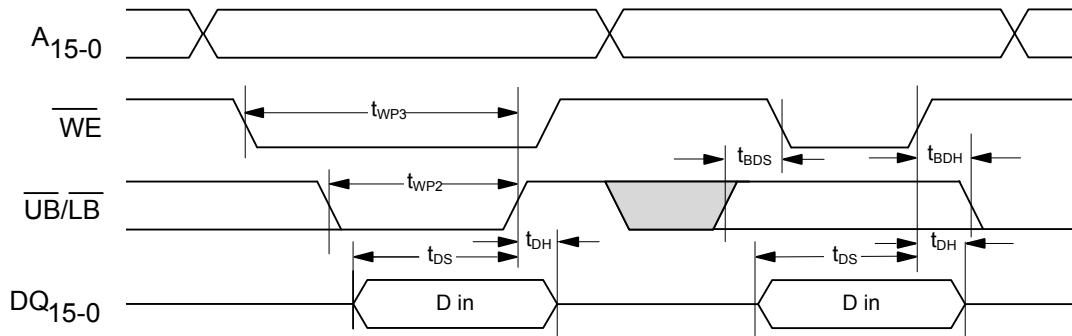 A15-0
WE
tWP3
tBDS
tBDH
UB/LB
tWP2
tDH
tDS
tDH
tDS
DQ15-0
D in
D in